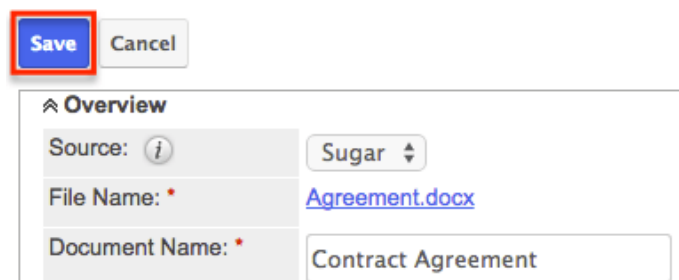 Save Cancel
Overview
Source: i Sugar
File Name: * Agreement.docx
Document Name: * Contract Agreement